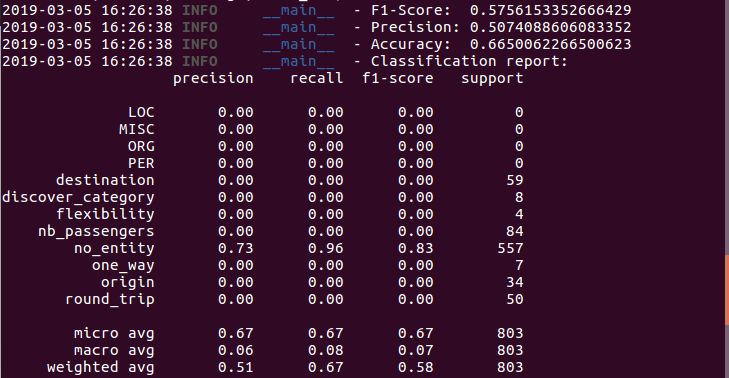 2019-03-05 16:26:38 INFO __main__ - F1-Score: 0.5756153352666429
2019-03-05 16:26:38 INFO __main__ - Precision: 0.5074088606083352
2019-03-05 16:26:38 INFO __main__ - Accuracy: 0.6650062266500623
2019-03-05 16:26:38 INFO __main__ - Classification report:
precision recall f1-score support
LOC 0.00 0.00 0.00 0
MISC 0.00 0.00 0.00 0
ORG 0.00 0.00 0.00 0
PER 0.00 0.00 0.00 0
destination 0.00 0.00 0.00 59
discover_category 0.00 0.00 0.00 8
flexibility 0.00 0.00 0.00 4
nb_passengers 0.00 0.00 0.00 84
no_entity 0.73 0.96 0.83 557
one_way 0.00 0.00 0.00 7
origin 0.00 0.00 0.00 34
round_trip 0.00 0.00 0.00 50
micro avg 0.67 0.67 0.67 803
macro avg 0.06 0.08 0.07 803
weighted avg 0.51 0.67 0.58 803